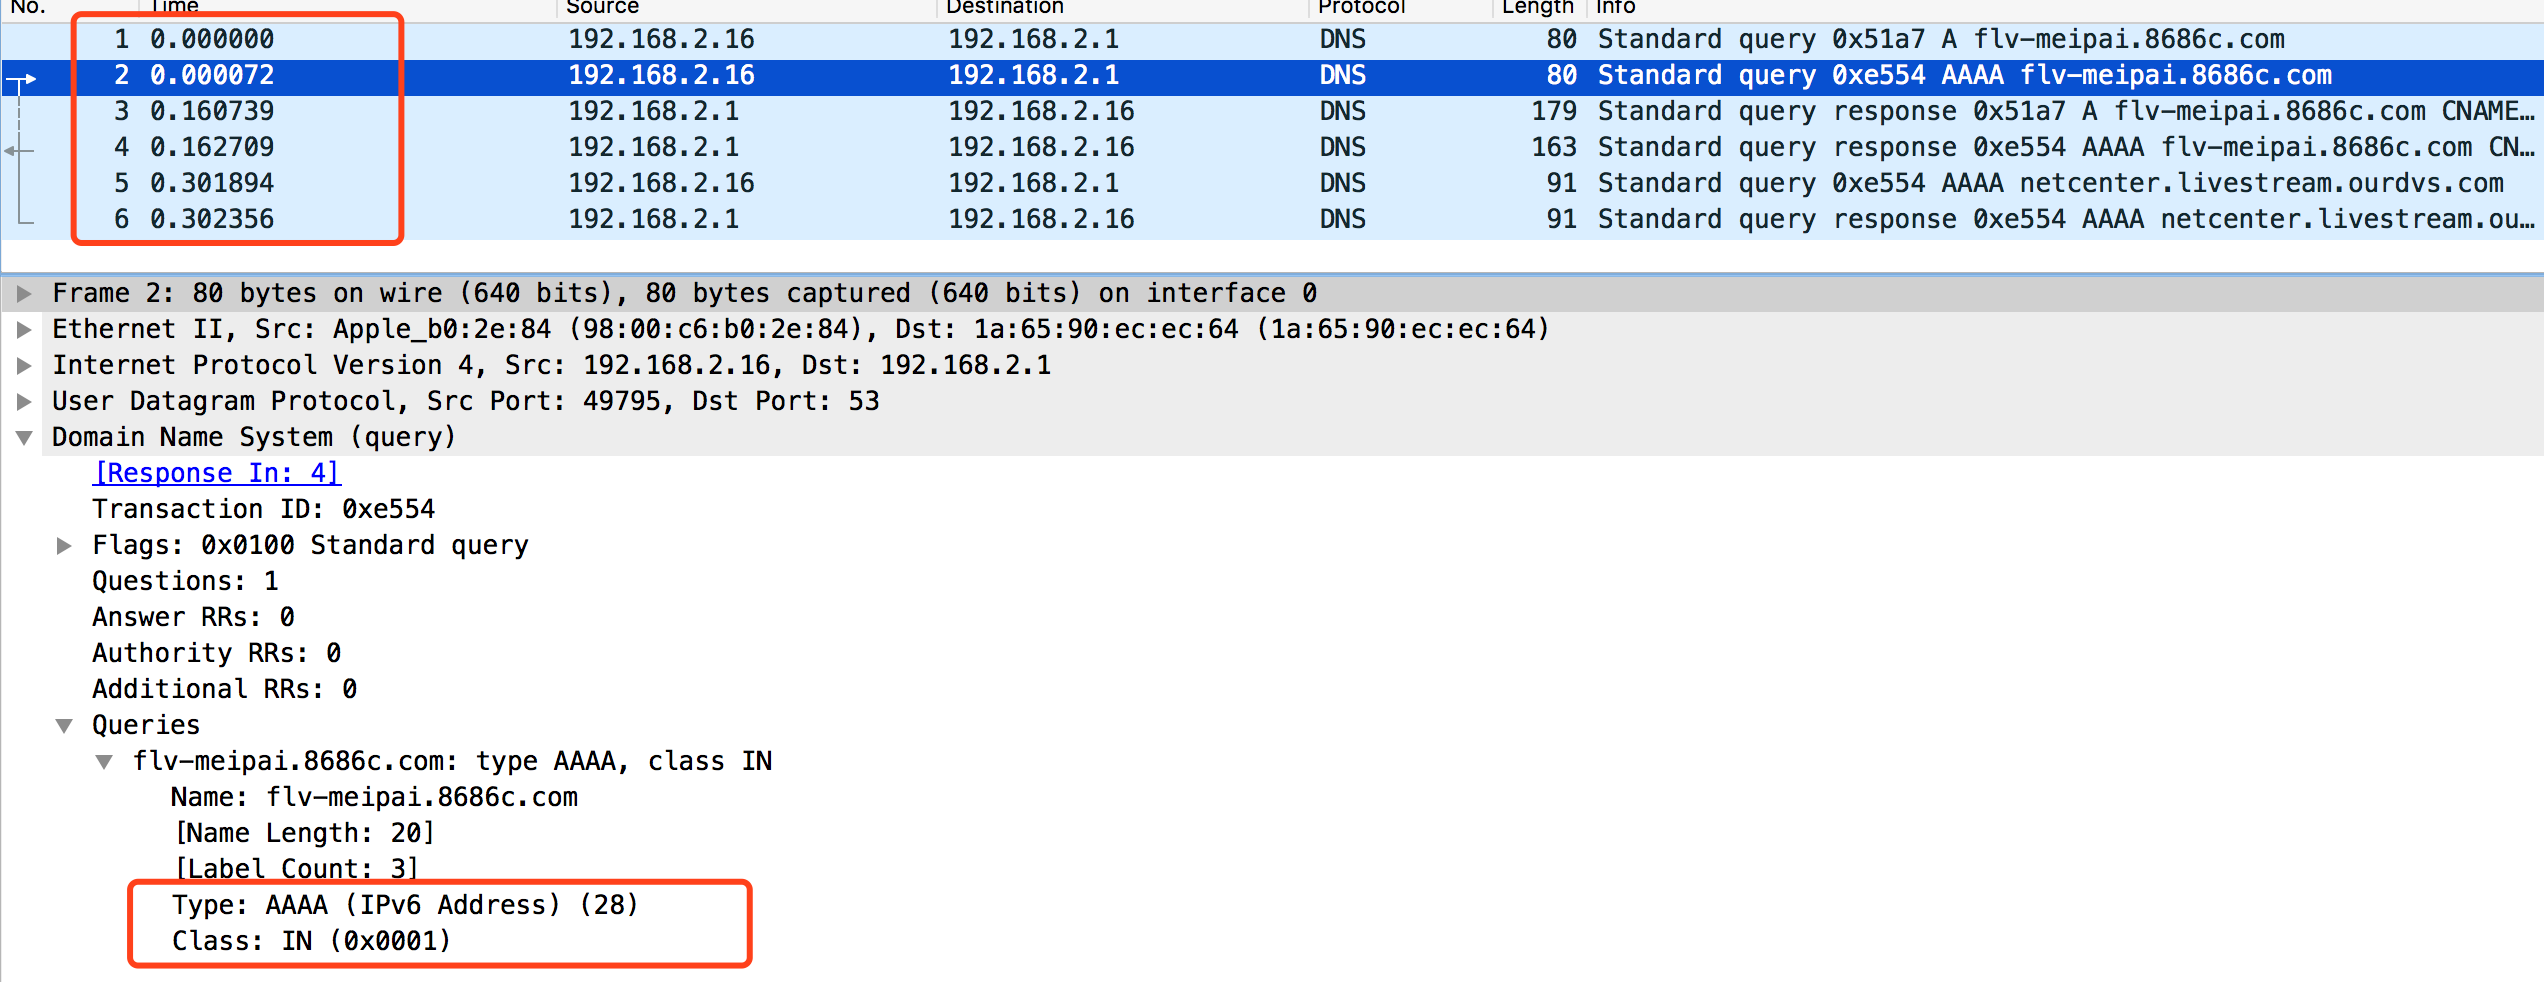 No. Time Source Destination Protocol Length Info
1 0.000000 192.168.2.16 192.168.2.1 DNS 80 Standard query 0x51a7 A flv-meipai.8686c.com
2 0.000072 192.168.2.16 192.168.2.1 DNS 80 Standard query 0xe554 AAAA flv-meipai.8686c.com
3 0.160739 192.168.2.1 192.168.2.16 DNS 179 Standard query response 0x51a7 A flv-meipai.8686c.com CNAME…
4 0.162709 192.168.2.1 192.168.2.16 DNS 163 Standard query response 0xe554 AAAA flv-meipai.8686c.com CN…
5 0.301894 192.168.2.16 192.168.2.1 DNS 91 Standard query 0xe554 AAAA netcenter.livestream.ourdvs.com
6 0.302356 192.168.2.1 192.168.2.16 DNS 91 Standard query response 0xe554 AAAA netcenter.livestream.ou…
Frame 2: 80 bytes on wire (640 bits), 80 bytes captured (640 bits) on interface 0
Ethernet II, Src: Apple_b0:2e:84 (98:00:c6:b0:2e:84), Dst: 1a:65:90:ec:ec:64 (1a:65:90:ec:ec:64)
Internet Protocol Version 4, Src: 192.168.2.16, Dst: 192.168.2.1
User Datagram Protocol, Src Port: 49795, Dst Port: 53
Domain Name System (query)
[Response In: 4]
Transaction ID: 0xe554
Flags: 0x0100 Standard query
Questions: 1
Answer RRs: 0
Authority RRs: 0
Additional RRs: 0
Queries
flv-meipai.8686c.com: type AAAA, class IN
Name: flv-meipai.8686c.com
[Name Length: 20]
[Label Count: 3]
Type: AAAA (IPv6 Address) (28)
Class: IN (0x0001)